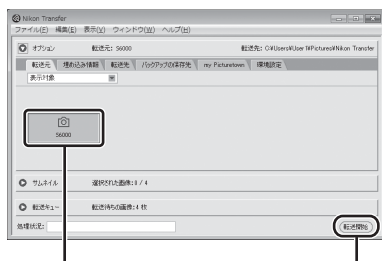 Nikon Transfer
ファイル(F) 編集(E) 表示(V) ウィンドウ(W) ヘルプ(H)
オプション 転送元: S6000 転送先: C:¥Users¥User 1¥Pictures¥Nikon Transfer
転送元 埋め込み情報 転送先 バックアップの保存先 my Picturetown 環境設定
表示対象
S6000
サムネイル 選択された画像: 0 / 4
転送キュー 転送待ちの画像: 4 枚
処理状況: 転送開始